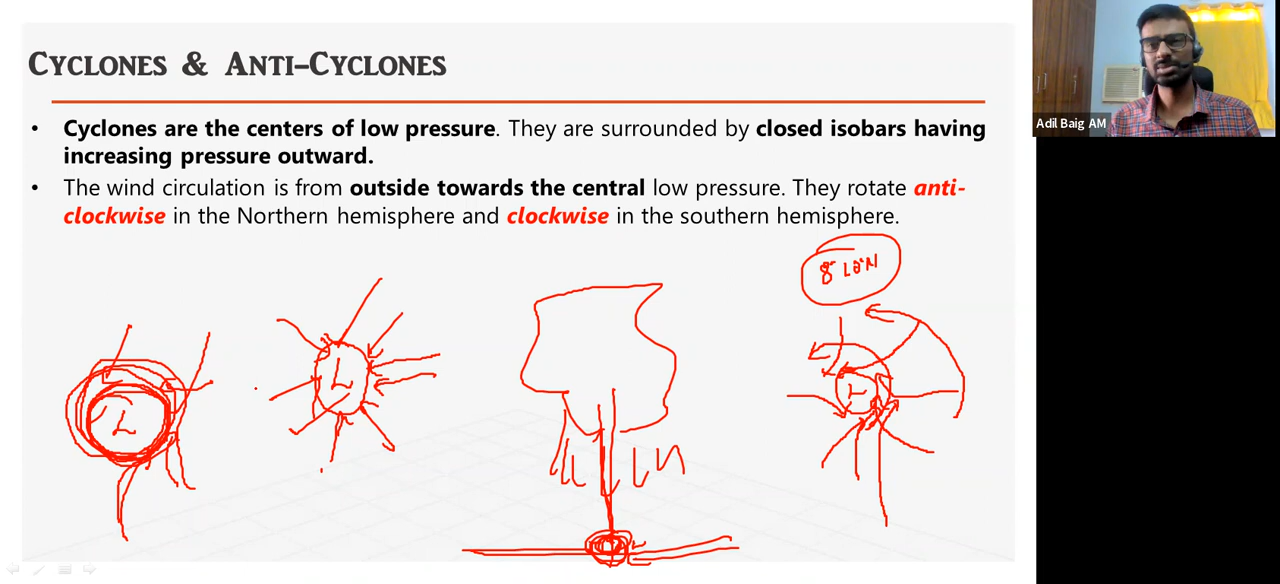 CYCLONES & ANTI-CYCLONES
• Cyclones are the centers of low pressure. They are surrounded by closed isobars having
increasing pressure outward.
• The wind circulation is from outside towards the central low pressure. They rotate anti-
clockwise in the Northern hemisphere and clockwise in the southern hemisphere.
L
L
L
Adil Baig AM